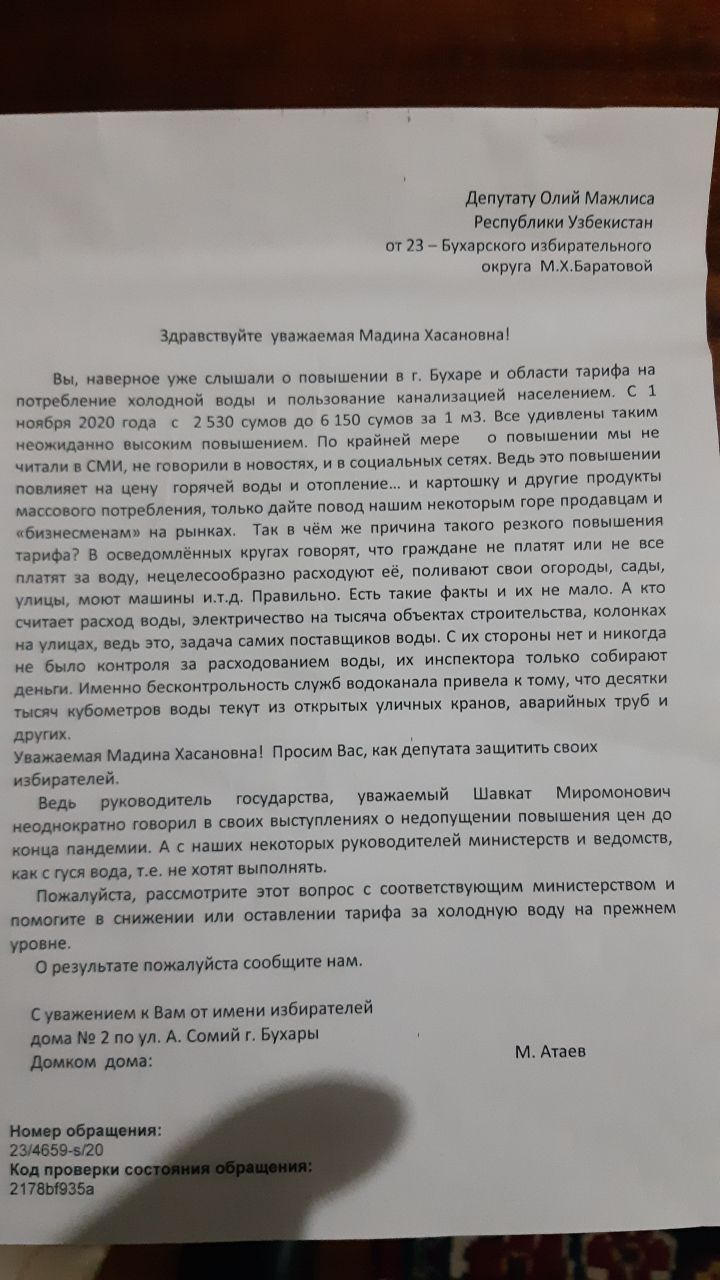 Депутату Олий Мажлиса
Республики Узбекистан
от 23 – Бухарского избирательного
округа М.Х.Баратовой
Здравствуйте уважаемая Мадина Хасановна!
Вы, наверное уже слышали о повышении в г. Бухаре и области тарифа на
потребление холодной воды и пользование канализацией населением. С 1
ноября 2020 года с 2 530 сумов до 6 150 сумов за 1 м3. Все удивлены таким
неожиданно высоким повышением. По крайней мере о повышении мы не
читали в СМИ, не говорили в новостях, и в социальных сетях. Ведь это повышении
повлияет на цену горячей воды и отопление... и картошку и другие продукты
массового потребления, только дайте повод нашим некоторым горе продавцам и
«бизнесменам» на рынках. Так в чём же причина такого резкого повышения
тарифа? В осведомлённых кругах говорят, что граждане не платят или не все
платят за воду, нецелесообразно расходуют её, поливают свои огороды, сады,
улицы, моют машины и.т.д. Правильно. Есть такие факты и их не мало. А кто
считает расход воды, электричество на тысяча объектах строительства, колонках
на улицах, ведь это, задача самих поставщиков воды. С их стороны нет и никогда
не было контроля за расходованием воды, их инспектора только собирают
деньги. Именно бесконтрольность служб водоканала привела к тому, что десятки
тысяч кубометров воды текут из открытых уличных кранов, аварийных труб и
других.
Уважаемая Мадина Хасановна! Просим Вас, как депутата защитить своих
избирателей.
Ведь руководитель государства, уважаемый Шавкат Миромонович
неоднократно говорил в своих выступлениях о недопущении повышения цен до
конца пандемии. А с наших некоторых руководителей министерств и ведомств,
как с гуся вода, т.е. не хотят выполнять.
Пожалуйста, рассмотрите этот вопрос с соответствующим министерством и
помогите в снижении или оставлении тарифа за холодную воду на прежнем
уровне.
О результате пожалуйста сообщите нам.
С уважением к Вам от имени избирателей
дома № 2 по ул. А. Сомий г. Бухары
Домком дома: М. Атаев
Номер обращения:
23/4659-s/20
Код проверки состояния обращения:
2178bf935a